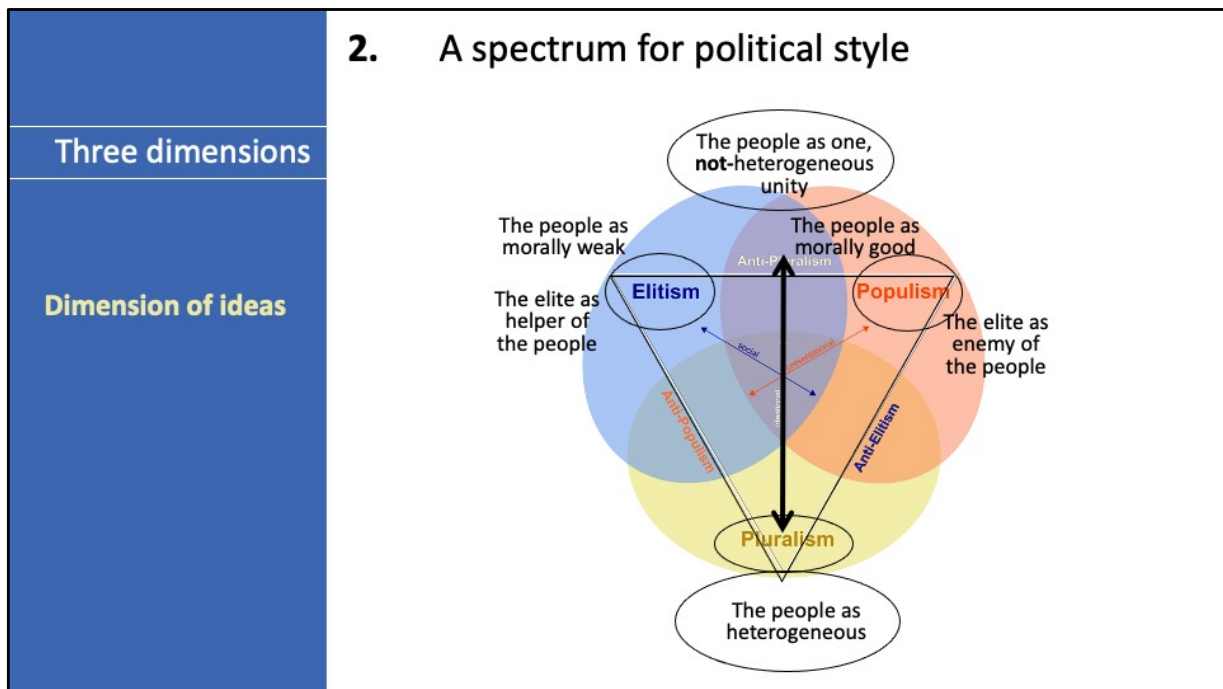 2. A spectrum for political style
Three dimensions
Dimension of ideas
The people as one,
not-heterogeneous
unity
The people as
morally weak
The people as
morally good
Anti-Pluralism
Elitism
Populism
The elite as
helper of
the people
The elite as
enemy of
the people
social
Anti-Populism
Anti-Elitism
Pluralism
The people as
heterogeneous